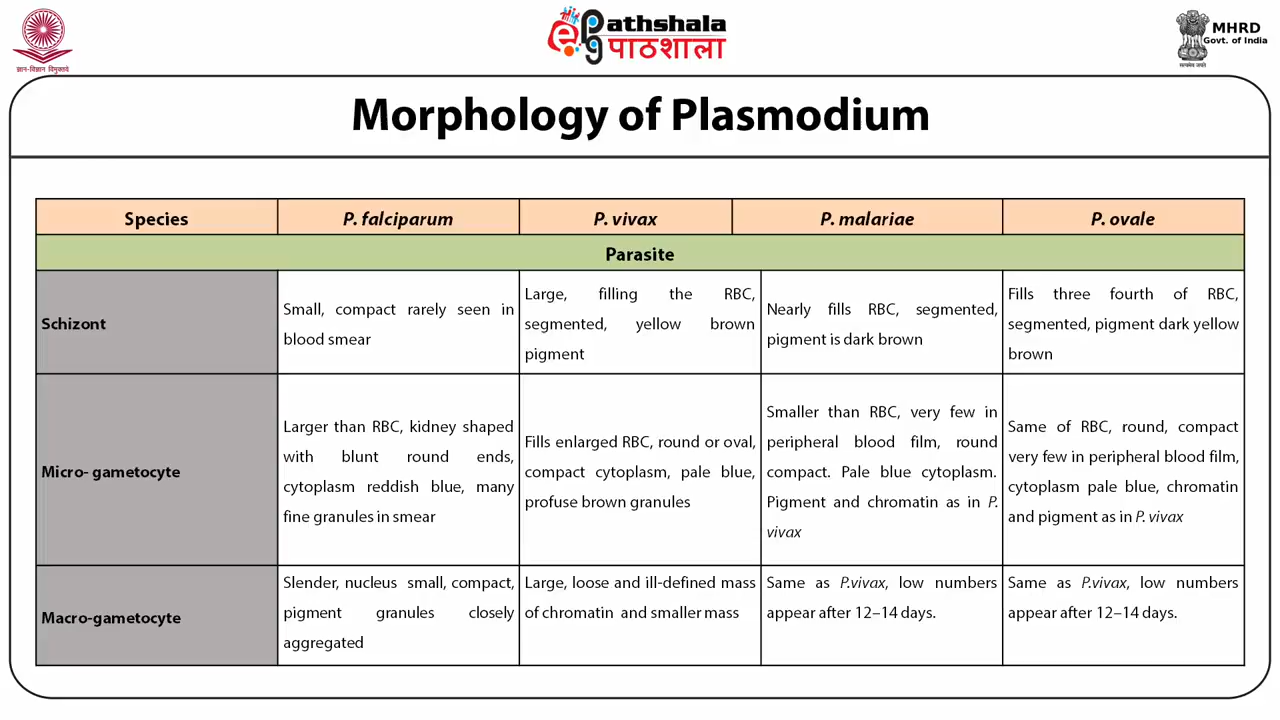 ज्ञान-विज्ञान विमुक्तये
ePathshala
पाठशाला
MHRD
Govt. of India
सत्यमेव जयते
Morphology of Plasmodium
Species P. falciparum P. vivax P. malariae P. ovale
Parasite
Schizont
Small, compact rarely seen in
blood smear
Large, filling the RBC,
segmented, yellow brown
pigment
Nearly fills RBC, segmented,
pigment is dark brown
Fills three fourth of RBC,
segmented, pigment dark yellow
brown
Micro- gametocyte
Larger than RBC, kidney shaped
with blunt round ends,
cytoplasm reddish blue, many
fine granules in smear
Fills enlarged RBC, round or oval,
compact cytoplasm, pale blue,
profuse brown granules
Smaller than RBC, very few in
peripheral blood film, round
compact. Pale blue cytoplasm.
Pigment and chromatin as in P.
vivax
Same of RBC, round, compact
very few in peripheral blood film,
cytoplasm pale blue, chromatin
and pigment as in P. vivax
Macro-gametocyte
Slender, nucleus small, compact,
pigment granules closely
aggregated
Large, loose and ill-defined mass
of chromatin and smaller mass
Same as P.vivax, low numbers
appear after 12–14 days.
Same as P.vivax, low numbers
appear after 12–14 days.